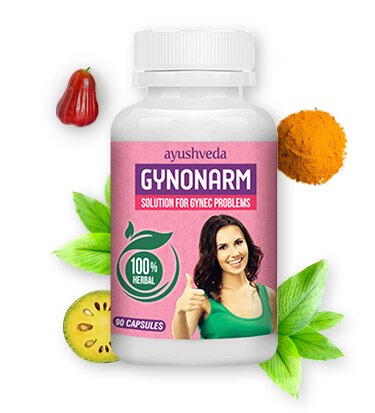 ayushveda
GYNONARM
SOLUTION FOR GYNEC PROBLEMS
100%
HERBAL
90 CAPSULES